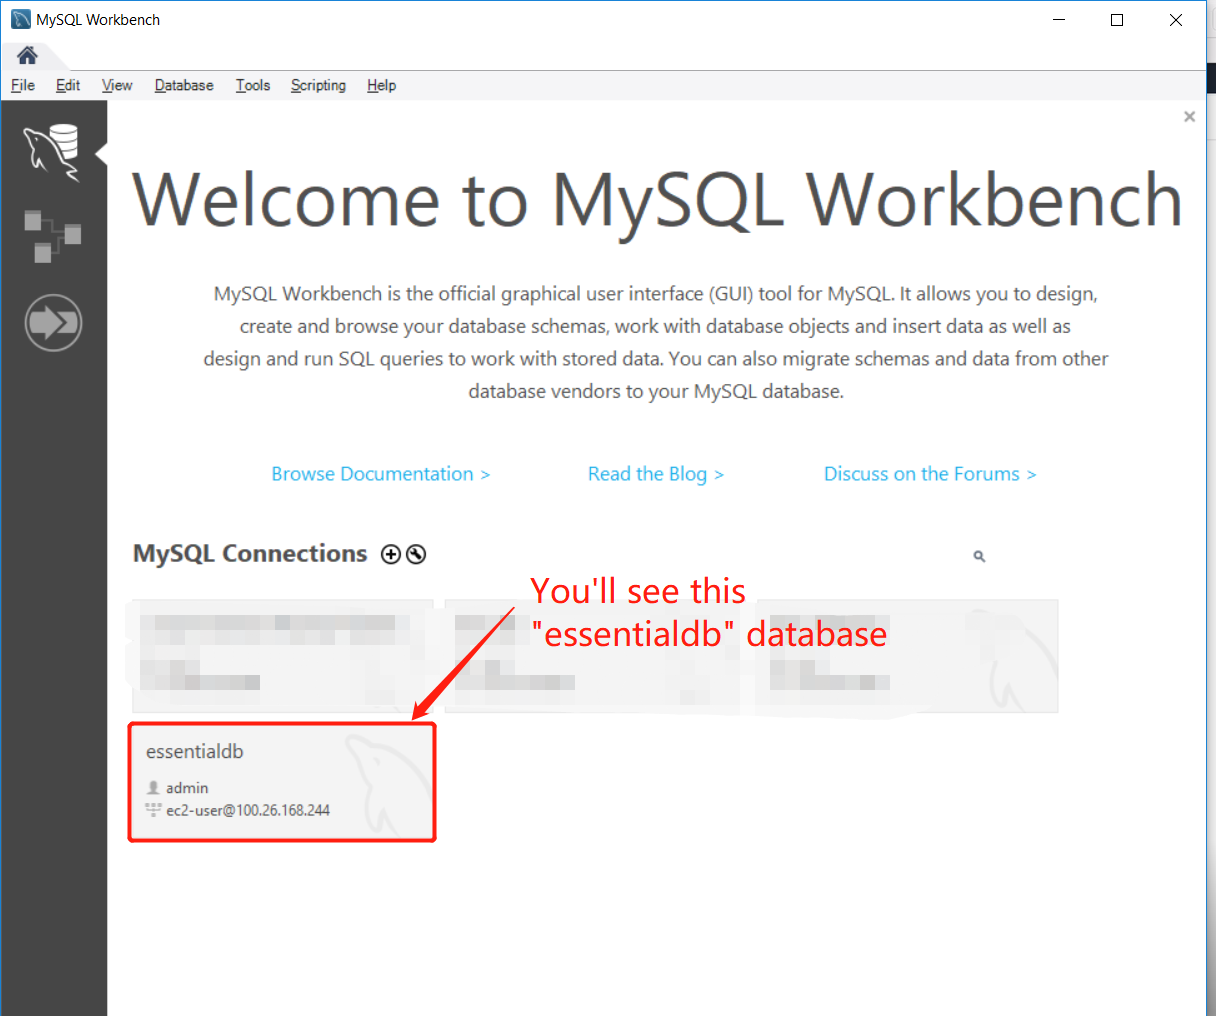 MySQL Workbench
File Edit View Database Tools Scripting Help
Welcome to MySQL Workbench
MySQL Workbench is the official graphical user interface (GUI) tool for MySQL. It allows you to design,
create and browse your database schemas, work with database objects and insert data as well as
design and run SQL queries to work with stored data. You can also migrate schemas and data from other
database vendors to your MySQL database.
Browse Documentation > Read the Blog > Discuss on the Forums >
MySQL Connections
You'll see this
"essentialdb" database
essentialdb
admin
ec2-user@100.26.168.244